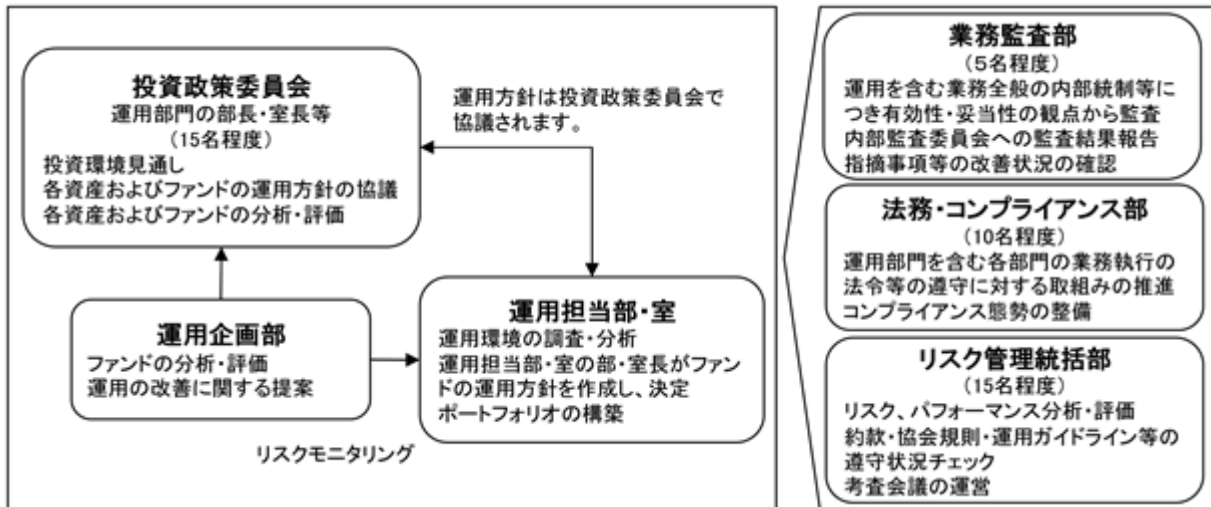 投資政策委員会
運用部門の部長・室長等
（15名程度）
投資環境見通し
各資産およびファンドの運用方針の協議
各資産およびファンドの分析・評価
運用方針は投資政策委員会で
協議されます。
運用企画部
ファンドの分析・評価
運用の改善に関する提案
運用担当部・室
運用環境の調査・分析
運用担当部・室の部・室長がファン
ドの運用方針を作成し、決定
ポートフォリオの構築
リスクモニタリング
業務監査部
（5名程度）
運用を含む業務全般の内部統制等に
つき有効性・妥当性の観点から監査
内部監査委員会への監査結果報告
指摘事項等の改善状況の確認
法務・コンプライアンス部
（10名程度）
運用部門を含む各部門の業務執行の
法令等の遵守に対する取組みの推進
コンプライアンス態勢の整備
リスク管理統括部
（15名程度）
リスク、パフォーマンス分析・評価
約款・協会規則・運用ガイドライン等の
遵守状況チェック
考査会議の運営